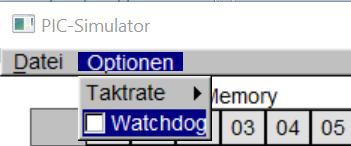 PIC-Simulator
Datei Optionen
Taktrate
Memory
Watchdog 03 04 05